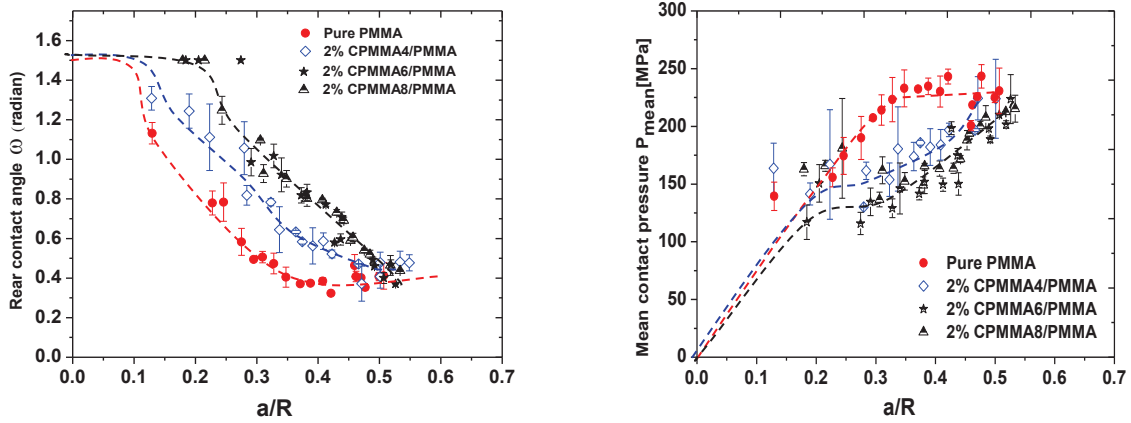 Rear contact angle ω (radian)
1.6
1.4
1.2
1.0
0.8
0.6
0.4
0.2
0.0
0.0 0.1 0.2 0.3 0.4 0.5 0.6 0.7
a/R
Pure PMMA
2% CPMMA4/PMMA
2% CPMMA6/PMMA
2% CPMMA8/PMMA
Mean contact pressure Pmean[MPa]
300
250
200
150
100
50
0
0.0 0.1 0.2 0.3 0.4 0.5 0.6 0.7
a/R
Pure PMMA
2% CPMMA4/PMMA
2% CPMMA6/PMMA
2% CPMMA8/PMMA